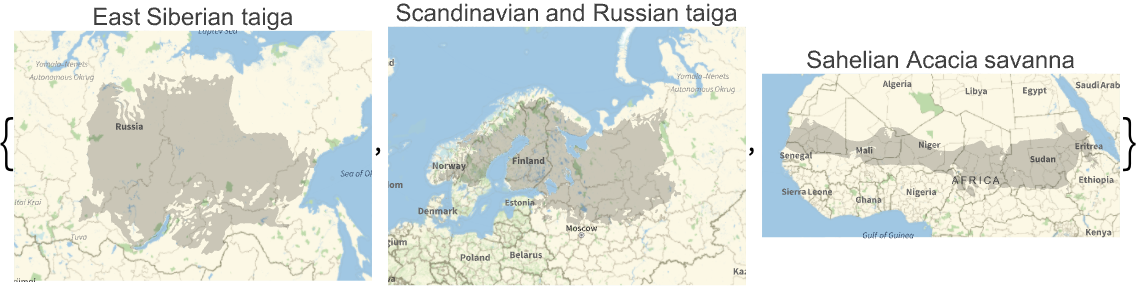 East Siberian taiga
Laptev Sea
Yamalo-Nenets
Autonomous Okrug
Russia
Sea of Ok
Altai Krai
Tuva
{
,
Scandinavian and Russian taiga
Yamalo-Nenets
Autonomous Okrug
Norway
Finland
Estonia
Denmark
Moscow
Poland
Belarus
,
Sahelian Acacia savanna
Algeria
Libya
Egypt
Saudi Arab
Senegal
Mali
Niger
Sudan
Eritrea
AFRICA
Sierra Leone
Ghana
Nigeria
Ethiopia
Gulf of Guinea
Kenya
}